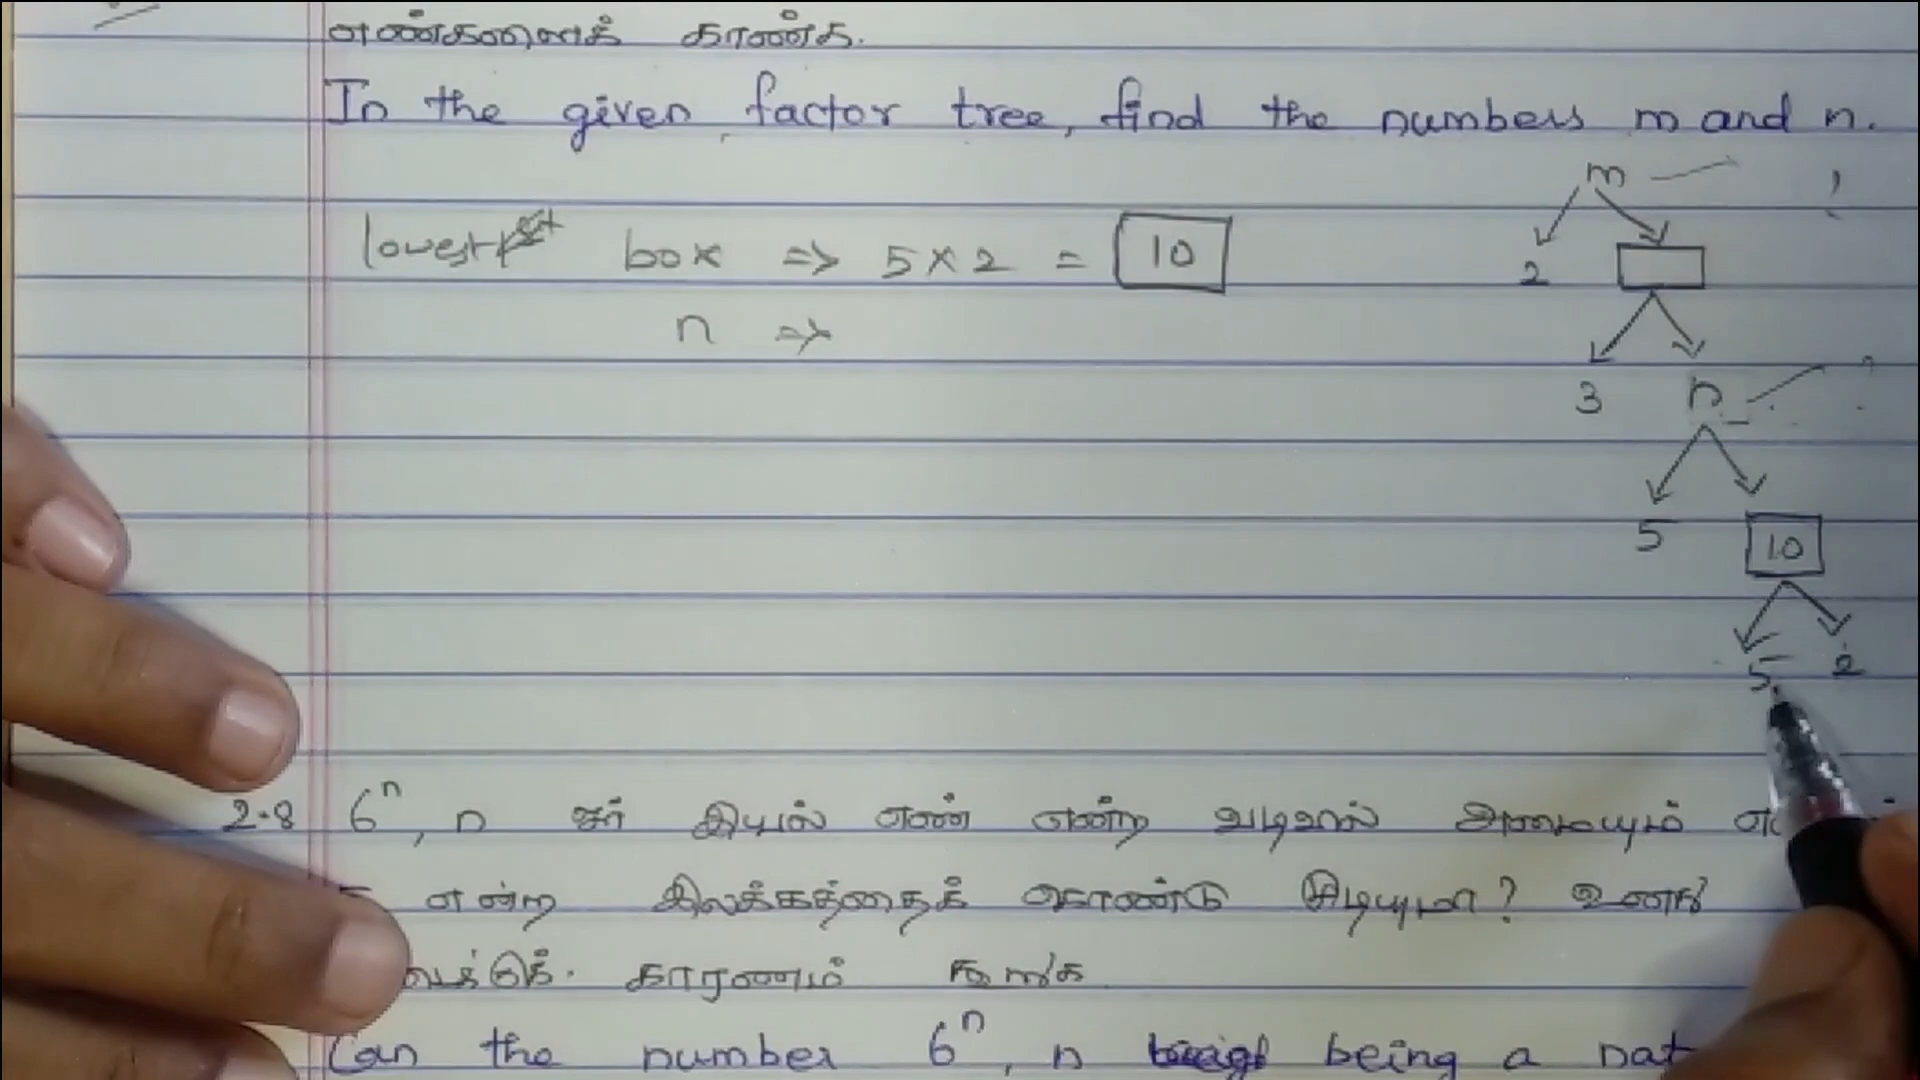 எண்களைக் காண்க.
In the given factor tree, find the numbers m and n.
m
lowest box => 5 x 2 = 10
2
n =>
3 n
5 10
5 2
2.8 6ⁿ, n ஓர் இயல் எண் என்ற வடிவில் அமையும்
என்ற இலக்கத்தைக் கொண்டு முடியுமா?
காரணம் கூறுக
Can the number 6ⁿ, n being a nat